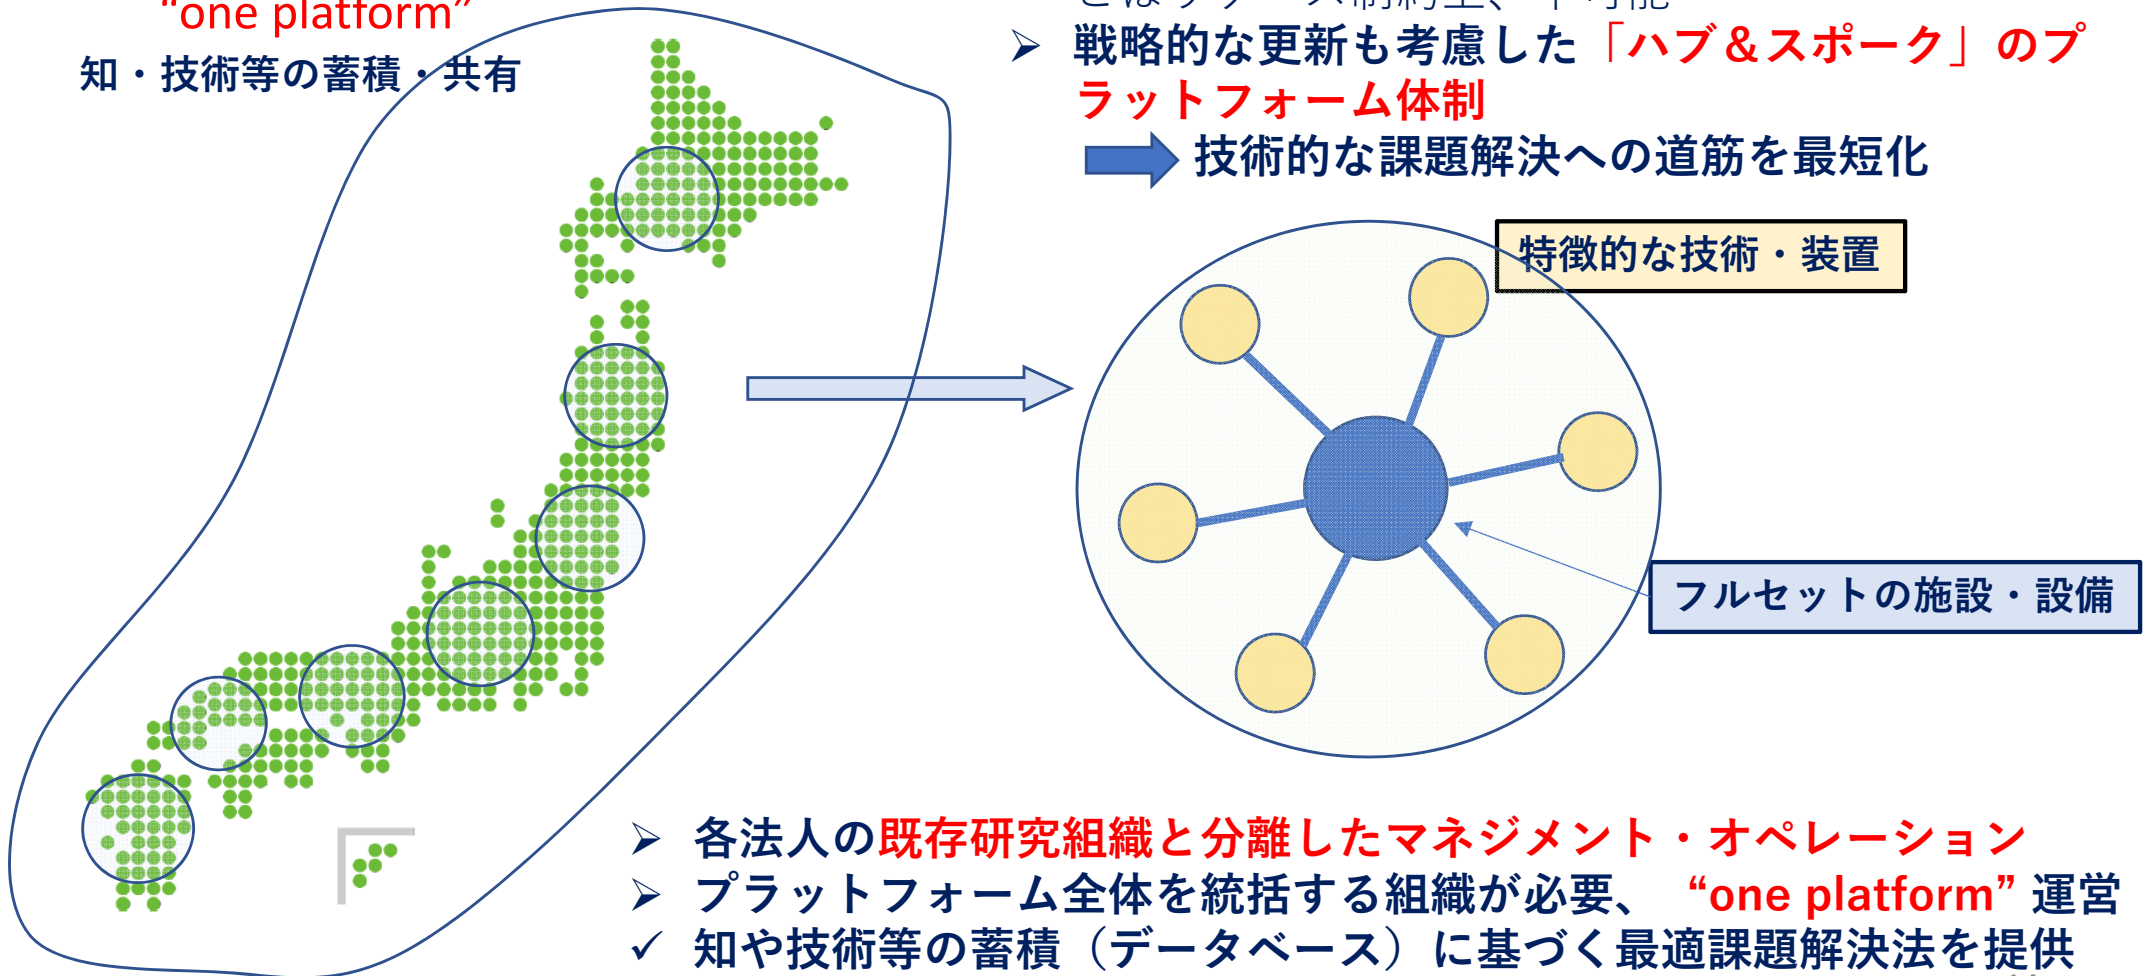 “one platform”
知・技術等の蓄積・共有
➢ 戦略的な更新も考慮した「ハブ＆スポーク」のプ
ラットフォーム体制
技術的な課題解決への道筋を最短化
特徴的な技術・装置
フルセットの施設・設備
➢ 各法人の既存研究組織と分離したマネジメント・オペレーション
➢ プラットフォーム全体を統括する組織が必要、 “one platform” 運営
✓ 知や技術等の蓄積（データベース）に基づく最適課題解決法を提供